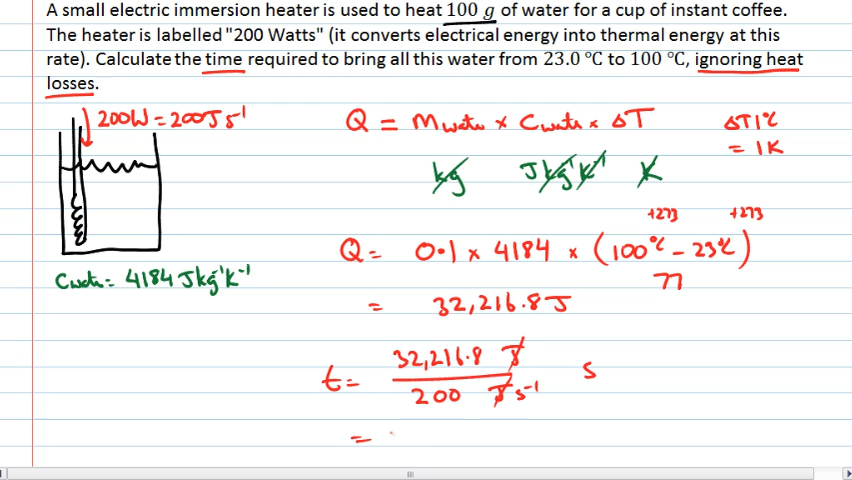 A small electric immersion heater is used to heat 100 g of water for a cup of instant coffee.
The heater is labelled "200 Watts" (it converts electrical energy into thermal energy at this
rate). Calculate the time required to bring all this water from 23.0 °C to 100 °C, ignoring heat
losses.
200W = 200Js⁻¹
Q = Mwater × Cwater × ΔT
ΔT 1°C
= 1K
kg Jkg⁻¹K⁻¹ K
+273 +273
Q = 0.1 × 4184 × (100°C - 23°C)
77
Cwater = 4184 Jkg⁻¹K⁻¹
= 32,216.8 J
t = 32,216.8 J
200 Js⁻¹
s
=